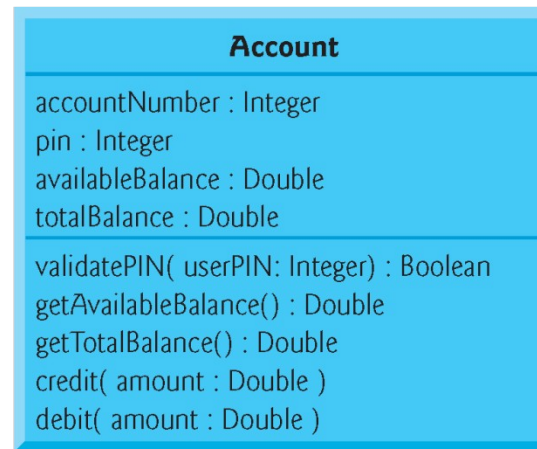 Account
accountNumber : Integer
pin : Integer
availableBalance : Double
totalBalance : Double
validatePIN( userPIN: Integer) : Boolean
getAvailableBalance() : Double
getTotalBalance() : Double
credit( amount : Double )
debit( amount : Double )